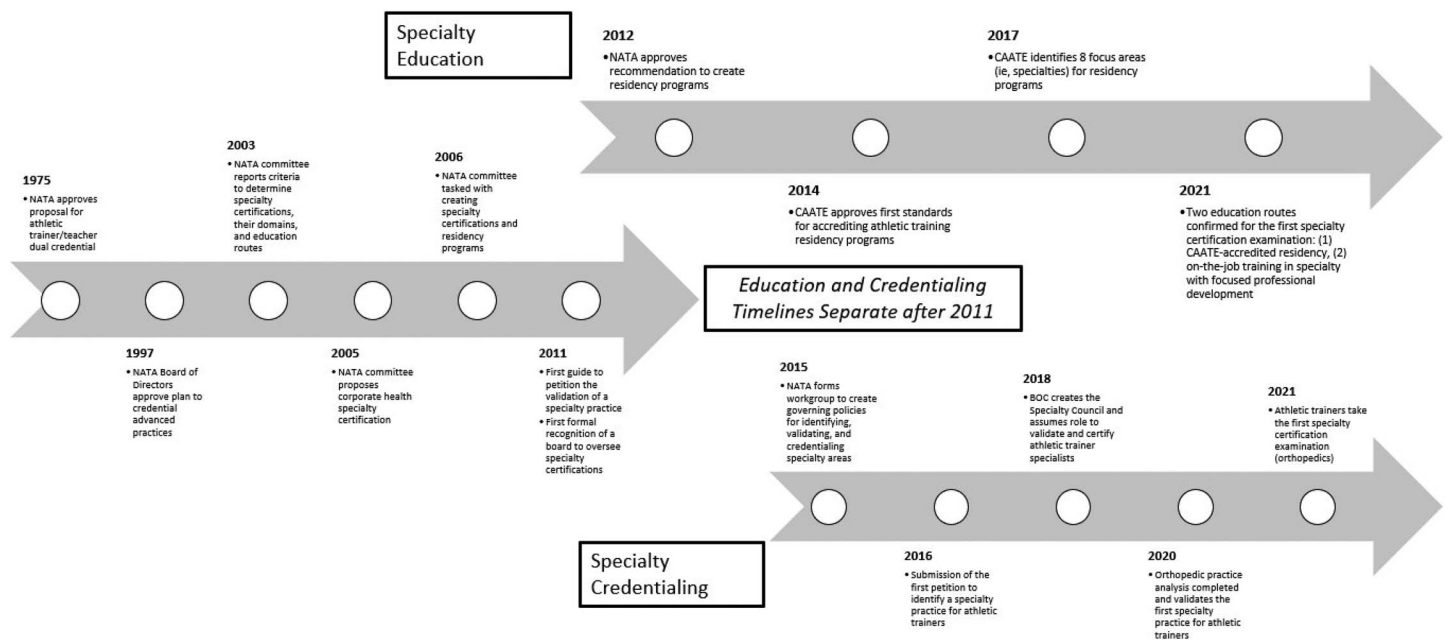 Specialty
Education
2012
•NATA approves
recommendation to create
residency programs
2017
•CAATE identifies 8 focus areas
(ie, specialties) for residency
programs
2014
•CAATE approves first standards
for accrediting athletic training
residency programs
2021
•Two education routes
confirmed for the first specialty
certification examination: (1)
CAATE-accredited residency, (2)
on-the-job training in specialty
with focused professional
development
1975
•NATA approves
proposal for
athletic
trainer/teacher
dual credential
2003
•NATA committee
reports criteria
to determine
specialty
certifications,
their domains,
and education
routes
2006
•NATA committee
tasked with
creating
specialty
certifications and
residency
programs
1997
•NATA Board of
Directors
approve plan to
credential
advanced
practices
2005
•NATA committee
proposes
corporate health
specialty
certification
2011
•First guide to
petition the
validation of a
specialty practice
•First formal
recognition of a
board to oversee
specialty
certifications
Education and Credentialing
Timelines Separate after 2011
2015
•NATA forms
workgroup to create
governing policies
for identifying,
validating, and
credentialing
specialty areas
2018
•BOC creates the
Specialty Council and
assumes role to
validate and certify
athletic trainer
specialists
2021
•Athletic trainers take
the first specialty
certification
examination
(orthopedics)
Specialty
Credentialing
2016
•Submission of the
first petition to
identify a specialty
practice for athletic
trainers
2020
•Orthopedic practice
analysis completed
and validates the
first specialty
practice for athletic
trainers